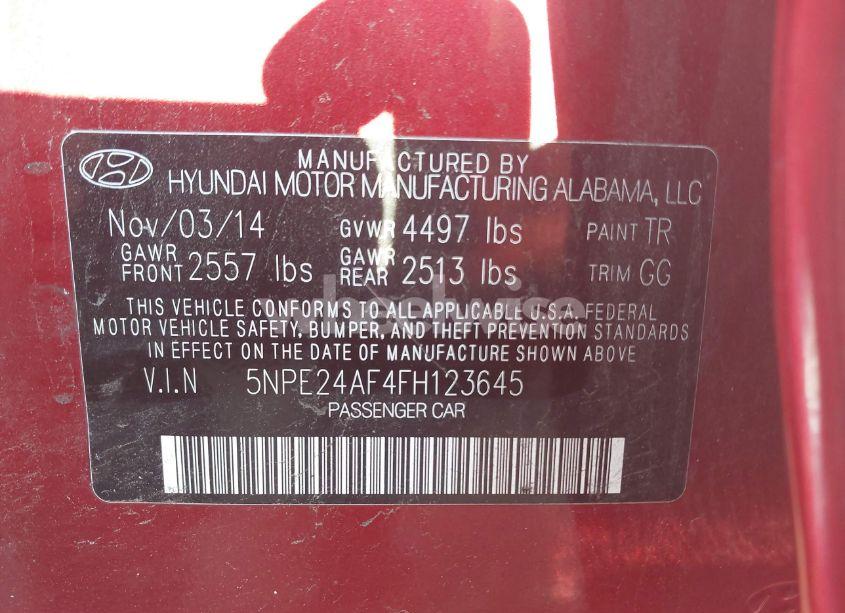 MANUFACTURED BY
HYUNDAI MOTOR MANUFACTURING ALABAMA, LLC
Nov/03/14 GVWR 4497 lbs PAINT TR
GAWR FRONT 2557 lbs GAWR REAR 2513 lbs TRIM GG
THIS VEHICLE CONFORMS TO ALL APPLICABLE U.S.A. FEDERAL
MOTOR VEHICLE SAFETY, BUMPER, AND THEFT PREVENTION STANDARDS
IN EFFECT ON THE DATE OF MANUFACTURE SHOWN ABOVE
V.I.N 5NPE24AF4FH123645
PASSENGER CAR